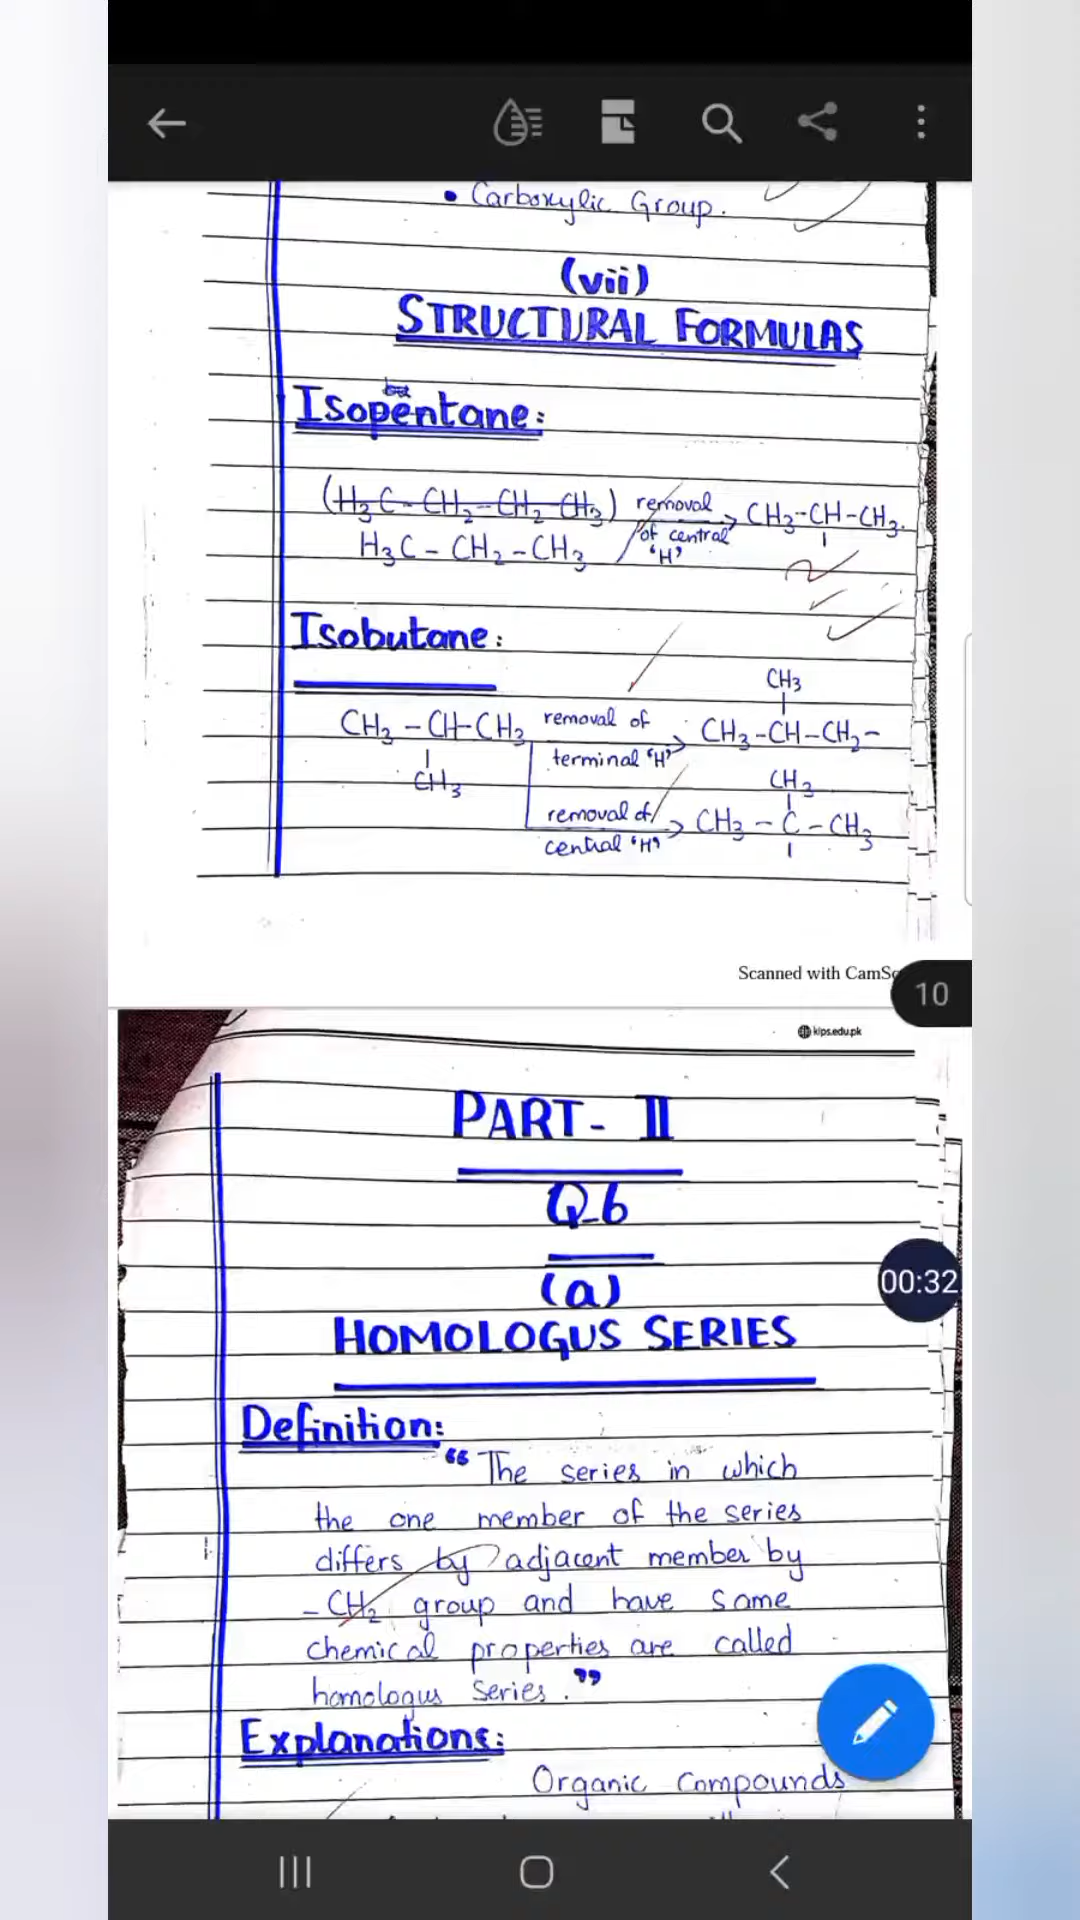 • Carboxylic Group.
(vii)
STRUCTURAL FORMULAS
Isopentane:
(H₃C - CH₂ - CH₂ CH₃) removal of central 'H' → CH₃-CH-CH₃.
H₃C - CH₂ - CH₃
Isobutane:
CH₃
CH₃ - CH-CH₃ removal of terminal 'H' → CH₃-CH-CH₂-
CH₃
CH₃
removal of central 'H' → CH₃ - C - CH₃
Scanned with CamSc
10
kips.edu.pk
PART- II
Q6
(a)
00:32
HOMOLOGUS SERIES
Definition:
“ The series in which
the one member of the series
differs by adjacent member by
- CH₂ group and have same
chemical properties are called
homologus Series. ”
Explanations:
Organic Compounds